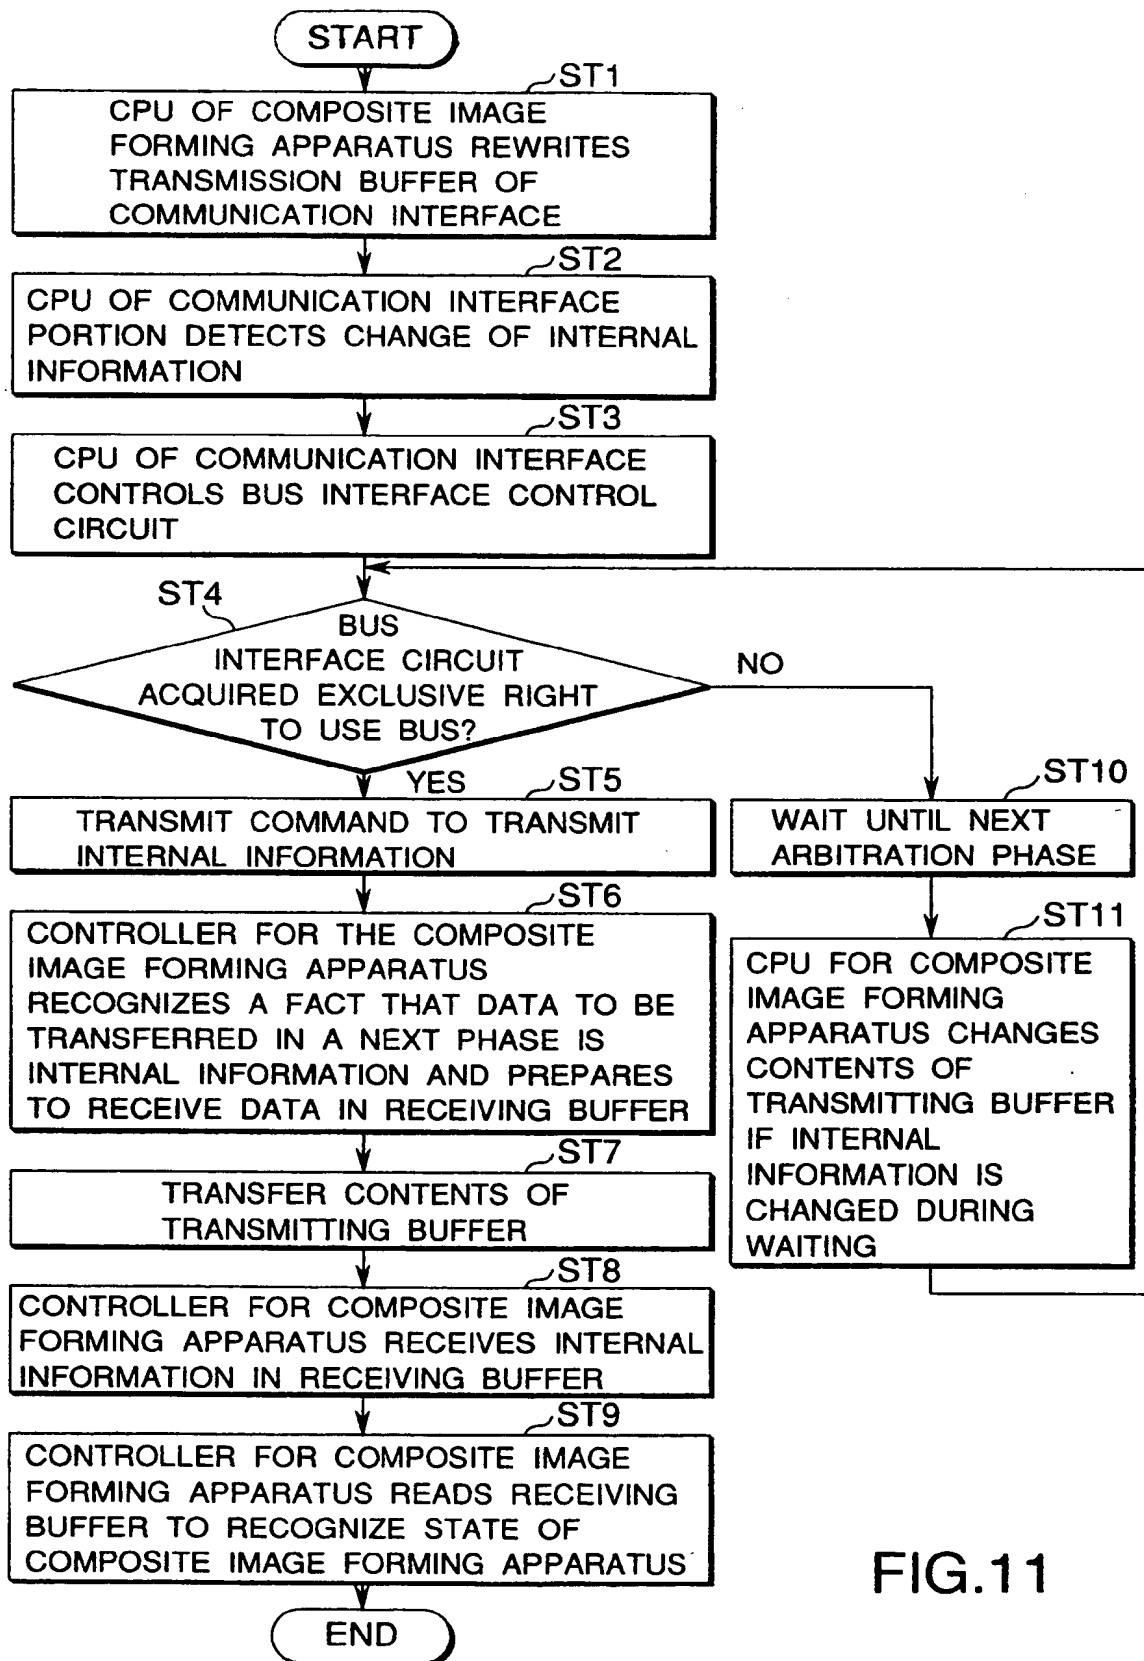 START
ST1
CPU OF COMPOSITE IMAGE
FORMING APPARATUS REWRITES
TRANSMISSION BUFFER OF
COMMUNICATION INTERFACE
ST2
CPU OF COMMUNICATION INTERFACE
PORTION DETECTS CHANGE OF INTERNAL
INFORMATION
ST3
CPU OF COMMUNICATION INTERFACE
CONTROLS BUS INTERFACE CONTROL
CIRCUIT
ST4
BUS
INTERFACE CIRCUIT
ACQUIRED EXCLUSIVE RIGHT
TO USE BUS?
NO
YES
ST5
TRANSMIT COMMAND TO TRANSMIT
INTERNAL INFORMATION
ST6
CONTROLLER FOR THE COMPOSITE
IMAGE FORMING APPARATUS
RECOGNIZES A FACT THAT DATA TO BE
TRANSFERRED IN A NEXT PHASE IS
INTERNAL INFORMATION AND PREPARES
TO RECEIVE DATA IN RECEIVING BUFFER
ST7
TRANSFER CONTENTS OF
TRANSMITTING BUFFER
ST8
CONTROLLER FOR COMPOSITE IMAGE
FORMING APPARATUS RECEIVES INTERNAL
INFORMATION IN RECEIVING BUFFER
ST9
CONTROLLER FOR COMPOSITE IMAGE
FORMING APPARATUS READS RECEIVING
BUFFER TO RECOGNIZE STATE OF
COMPOSITE IMAGE FORMING APPARATUS
END
ST10
WAIT UNTIL NEXT
ARBITRATION PHASE
ST11
CPU FOR COMPOSITE
IMAGE FORMING
APPARATUS CHANGES
CONTENTS OF
TRANSMITTING BUFFER
IF INTERNAL
INFORMATION IS
CHANGED DURING
WAITING
FIG.11